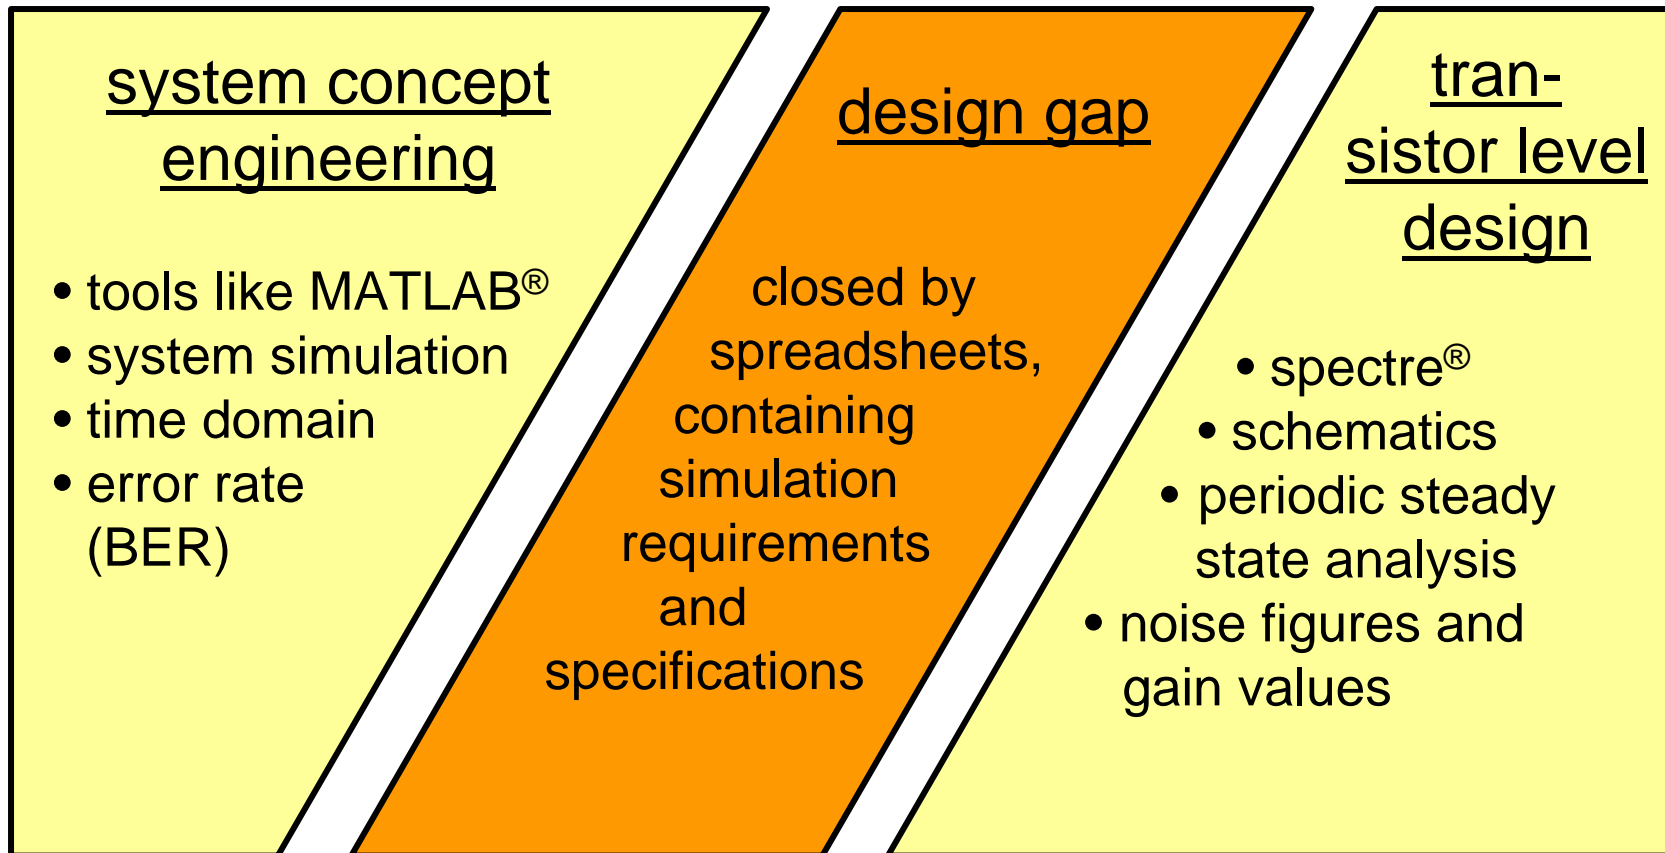 system concept
engineering
• tools like MATLAB®
• system simulation
• time domain
• error rate
(BER)
design gap
closed by
spreadsheets,
containing
simulation
requirements
and
specifications
tran-
sistor level
design
• spectre®
• schematics
• periodic steady
state analysis
• noise figures and
gain values